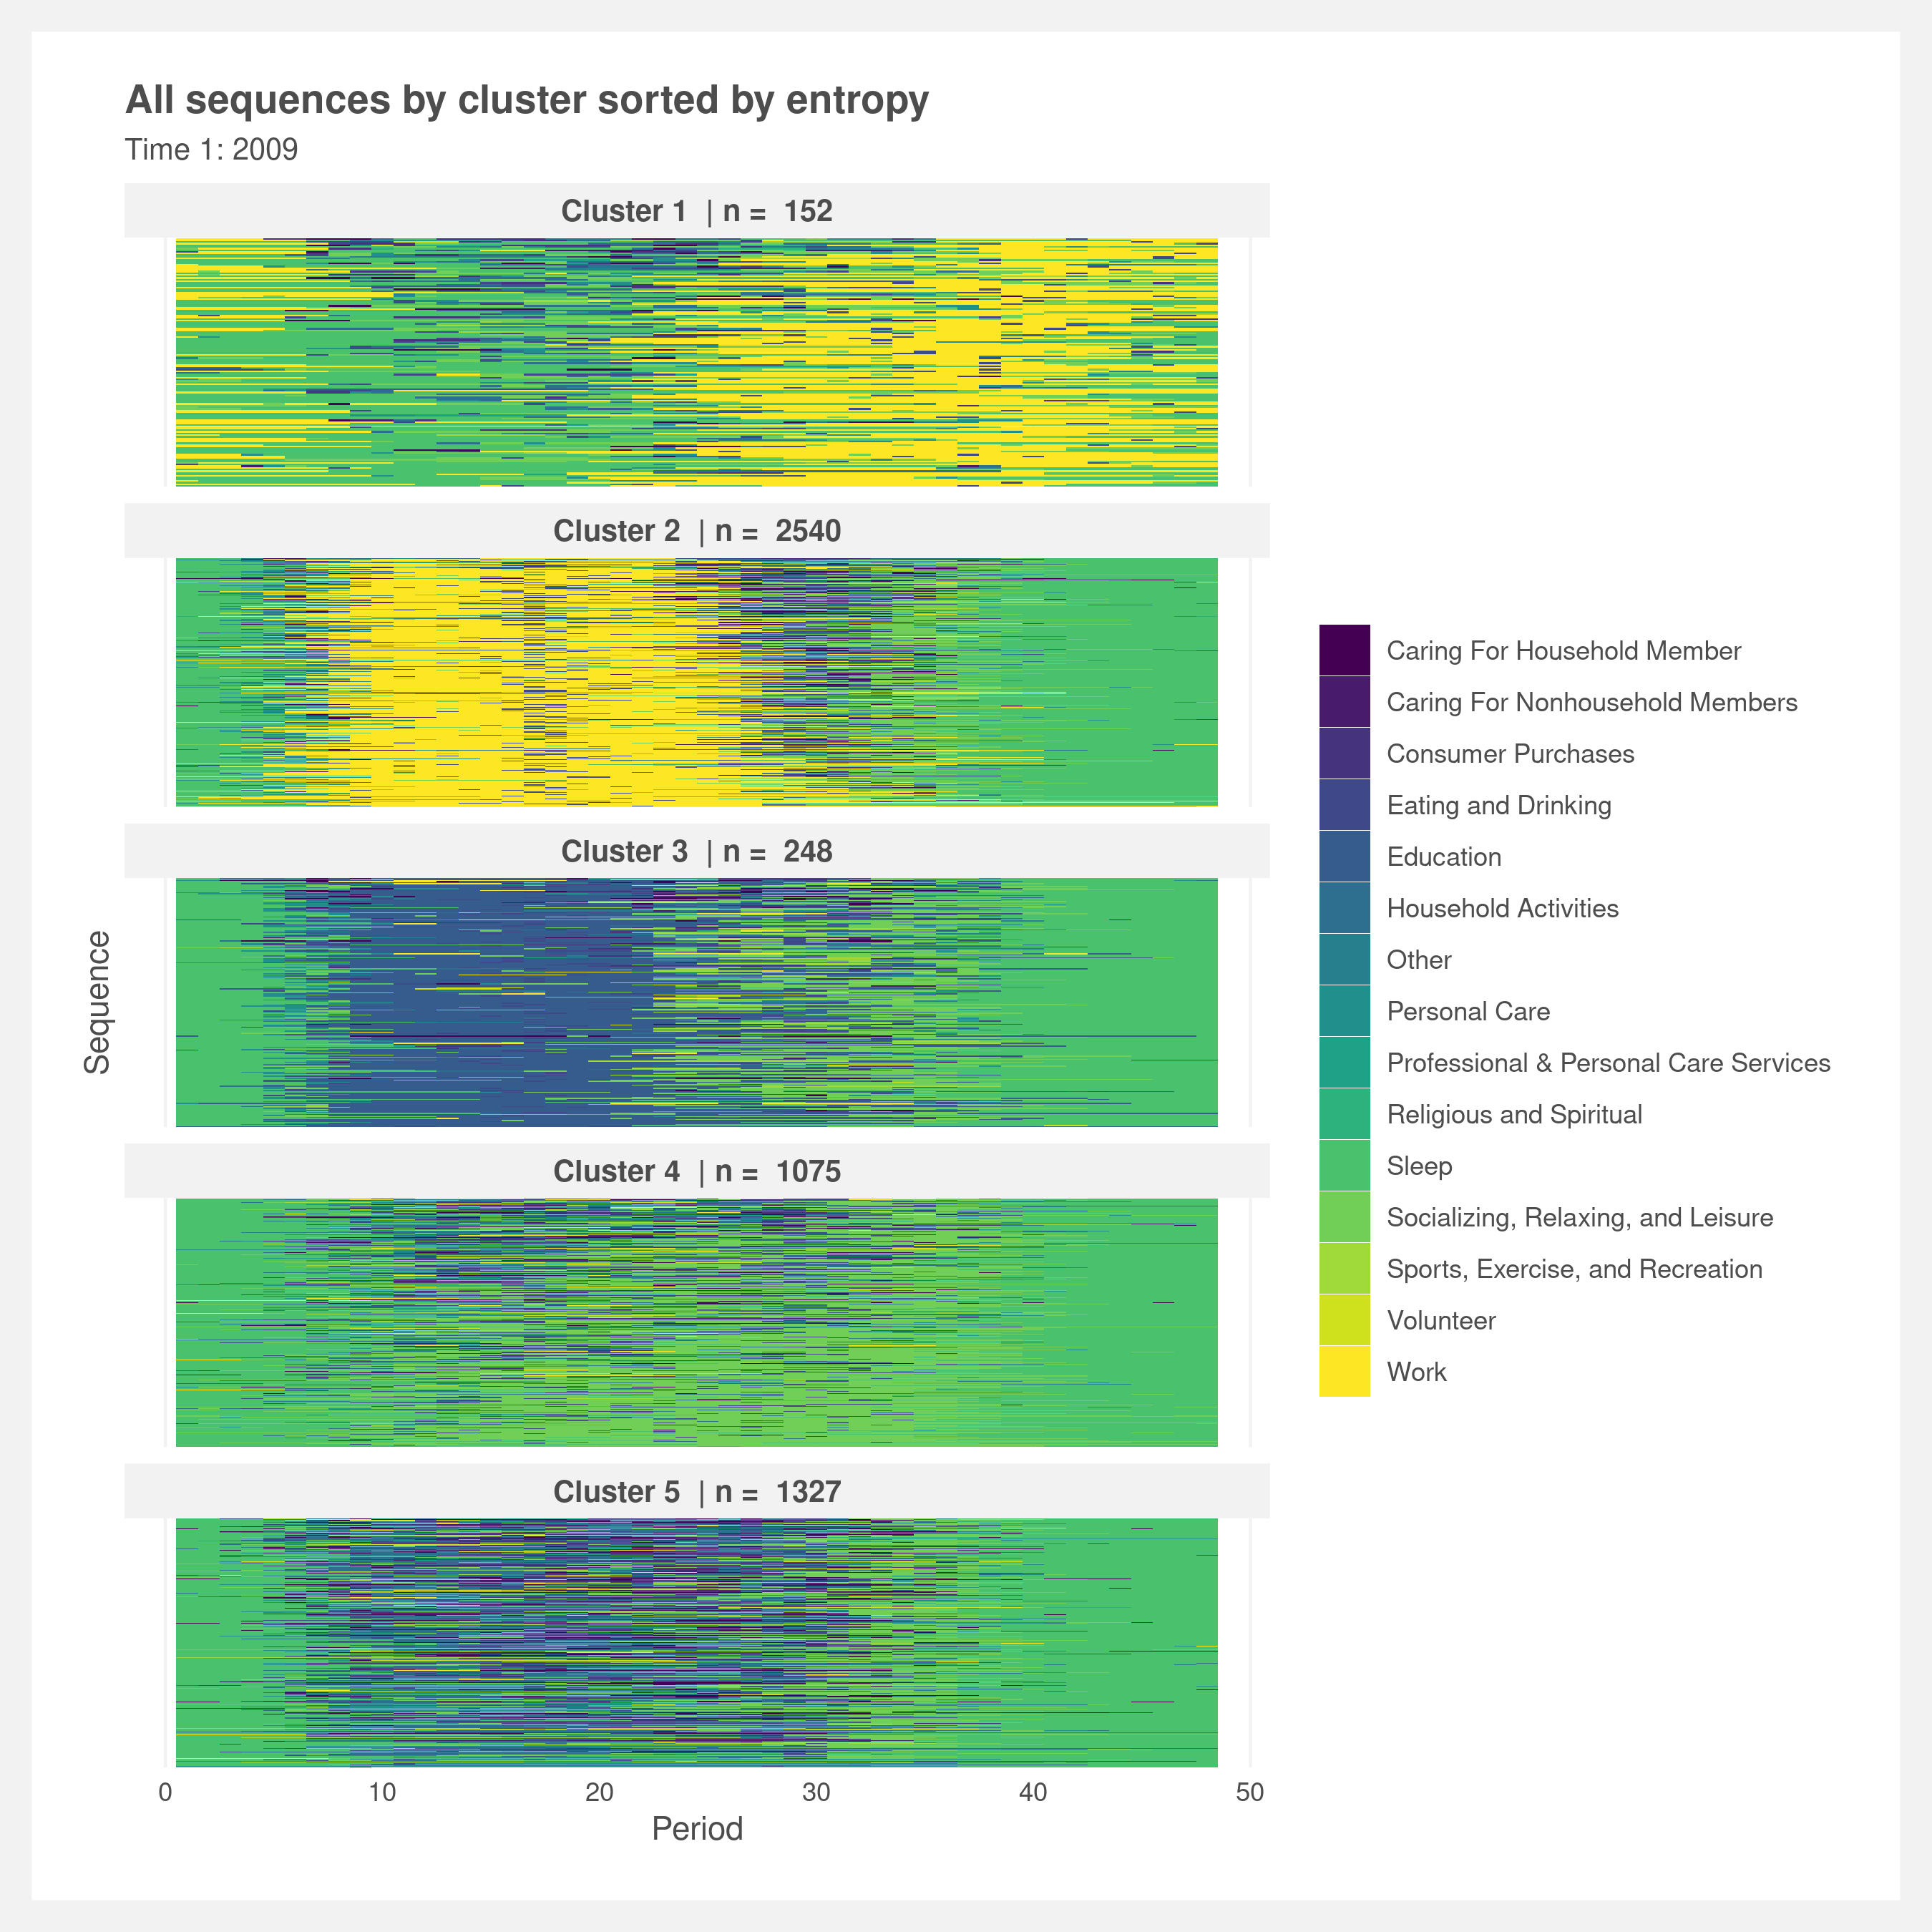 All sequences by cluster sorted by entropy
Time 1: 2009
Cluster 1 | n = 152
Cluster 2 | n = 2540
Cluster 3 | n = 248
Cluster 4 | n = 1075
Cluster 5 | n = 1327
Sequence
0 10 20 30 40 50
Period
Caring For Household Member
Caring For Nonhousehold Members
Consumer Purchases
Eating and Drinking
Education
Household Activities
Other
Personal Care
Professional & Personal Care Services
Religious and Spiritual
Sleep
Socializing, Relaxing, and Leisure
Sports, Exercise, and Recreation
Volunteer
Work